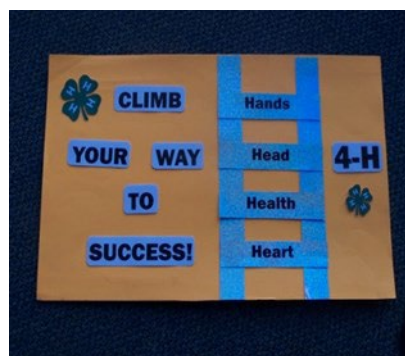 CLIMB
YOUR WAY
TO
SUCCESS!
Hands
Head
Health
Heart
4-H
H H H H
H H H H